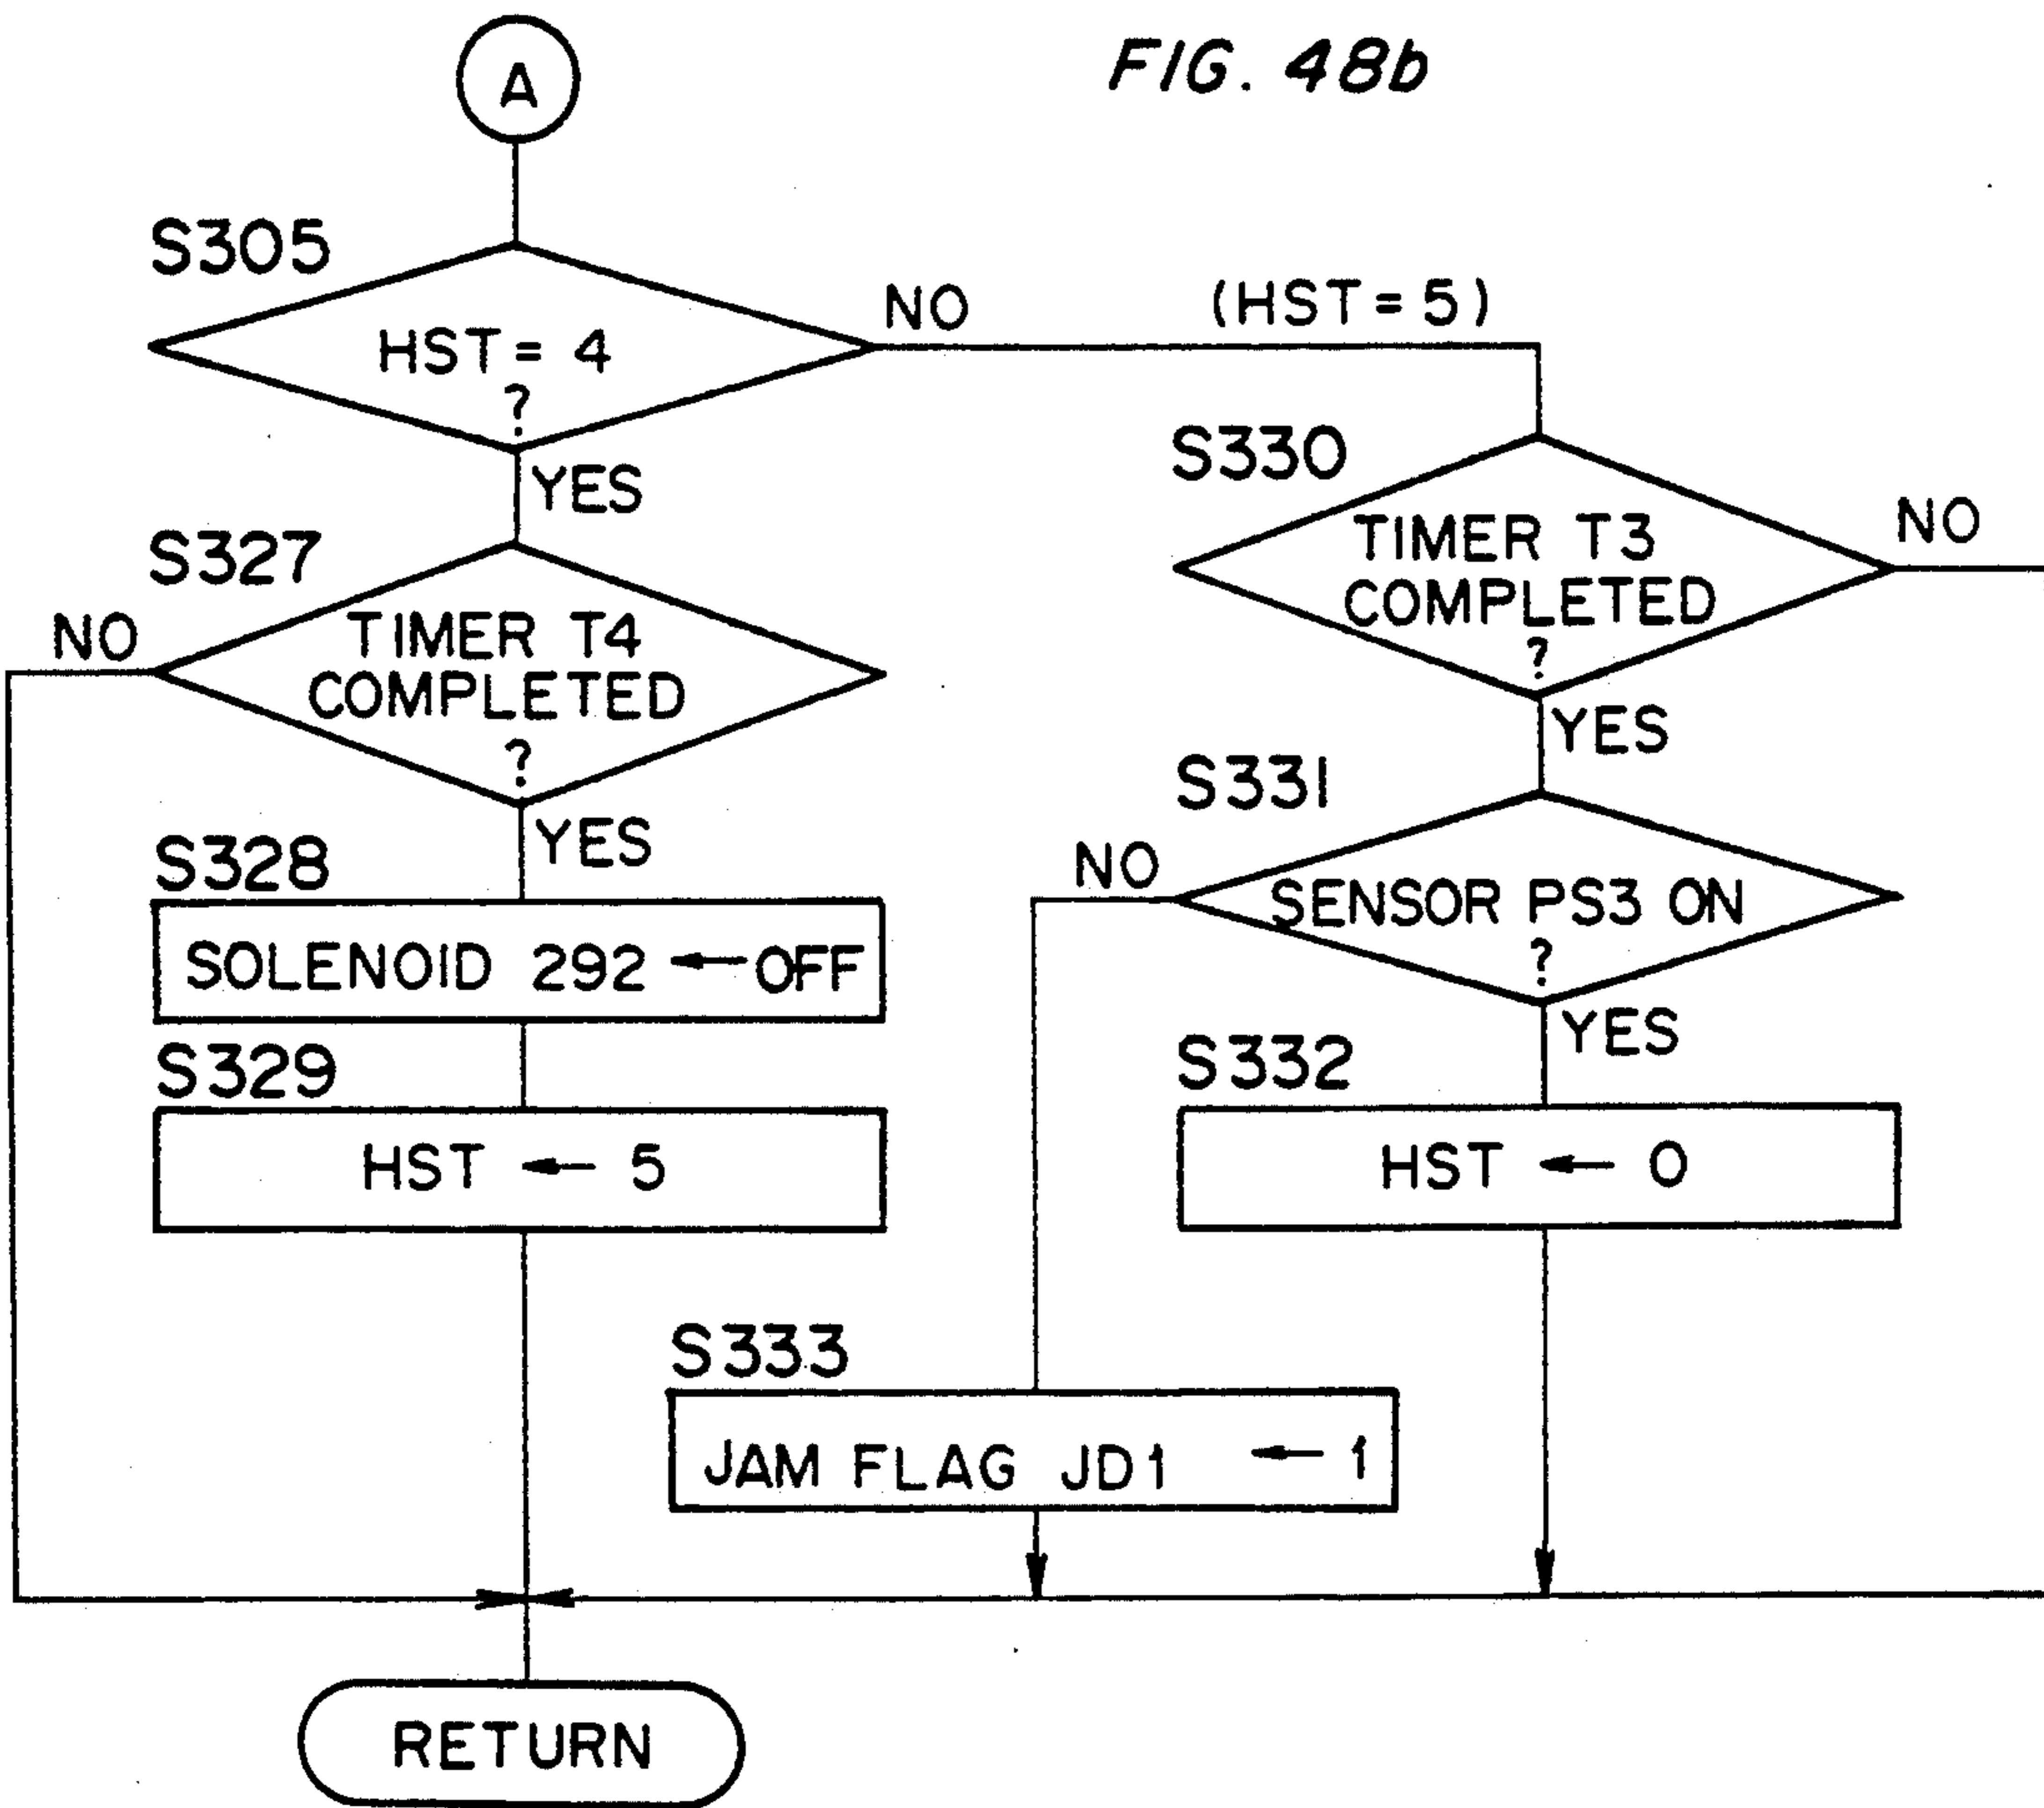 FIG. 48b
A
S305
HST = 4
?
NO
(HST = 5)
YES
S327
TIMER T4
COMPLETED
?
NO
YES
S328
SOLENOID 292 ← OFF
S329
HST ← 5
S330
TIMER T3
COMPLETED
?
NO
YES
S331
SENSOR PS3 ON
?
NO
YES
S332
HST ← 0
S333
JAM FLAG JD1 ← 1
RETURN